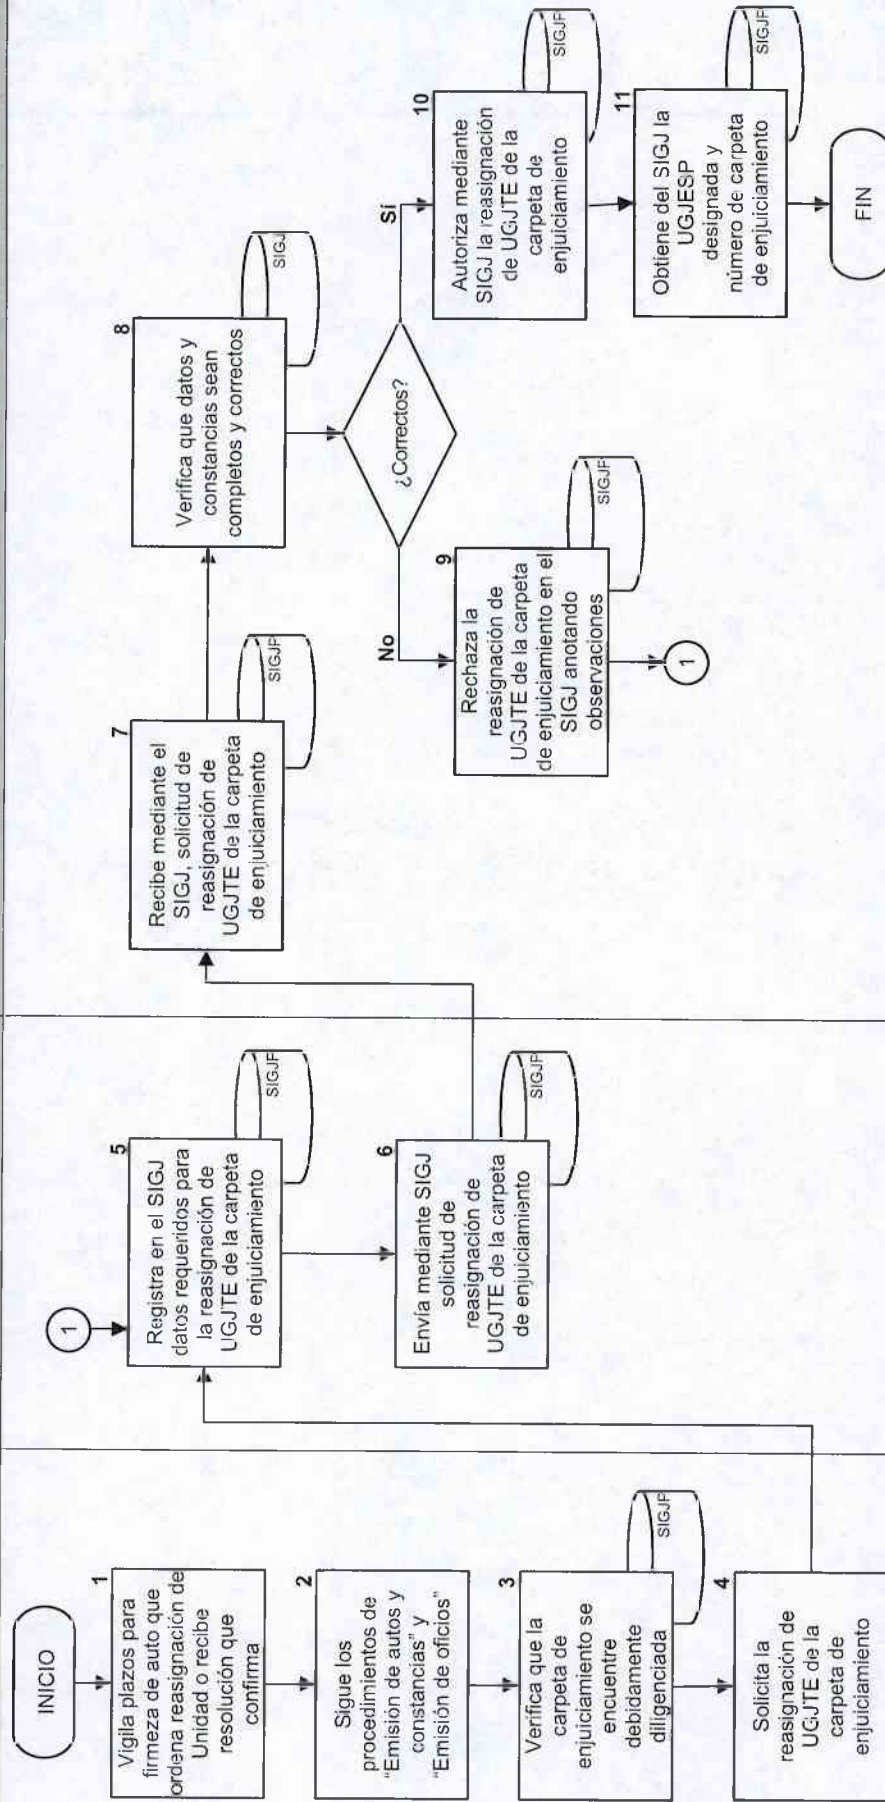 INICIO
1
Vigila plazos para
firmeza de auto que
ordena reasignación de
Unidad o recibe
resolución que
confirma
2
Sigue los
procedimientos de
"Emisión de autos y
constancias" y
"Emisión de oficios"
3
Verifica que la
carpeta de
enjuiciamiento se
encuentre
debidamente
diligenciada
SIGJP
4
Solicita la
reasignación de
UGJTE de la
carpeta de
enjuiciamiento
1
5
Registra en el SIGJ
datos requeridos para
la reasignación de
UGJTE de la carpeta
de enjuiciamiento
SIGJP
6
Envía mediante SIGJ
solicitud de
reasignación de
UGJTE de la carpeta
de enjuiciamiento
SIGJP
7
Recibe mediante el
SIGJ, solicitud de
reasignación de
UGJTE de la carpeta
de enjuiciamiento
SIGJP
8
Verifica que datos y
constancias sean
completos y correctos
SIGJ
¿Correctos?
No
9
Rechaza la
reasignación de
UGJTE de la carpeta
de enjuiciamiento en el
SIGJ anotando
observaciones
SIGJP
1
Sí
10
Autoriza mediante
SIGJ la reasignación
de UGJTE de la
carpeta de
enjuiciamiento
SIGJP
11
Obtiene del SIGJ la
UGJESP
designada y
número de carpeta
de enjuiciamiento
SIGJP
FIN